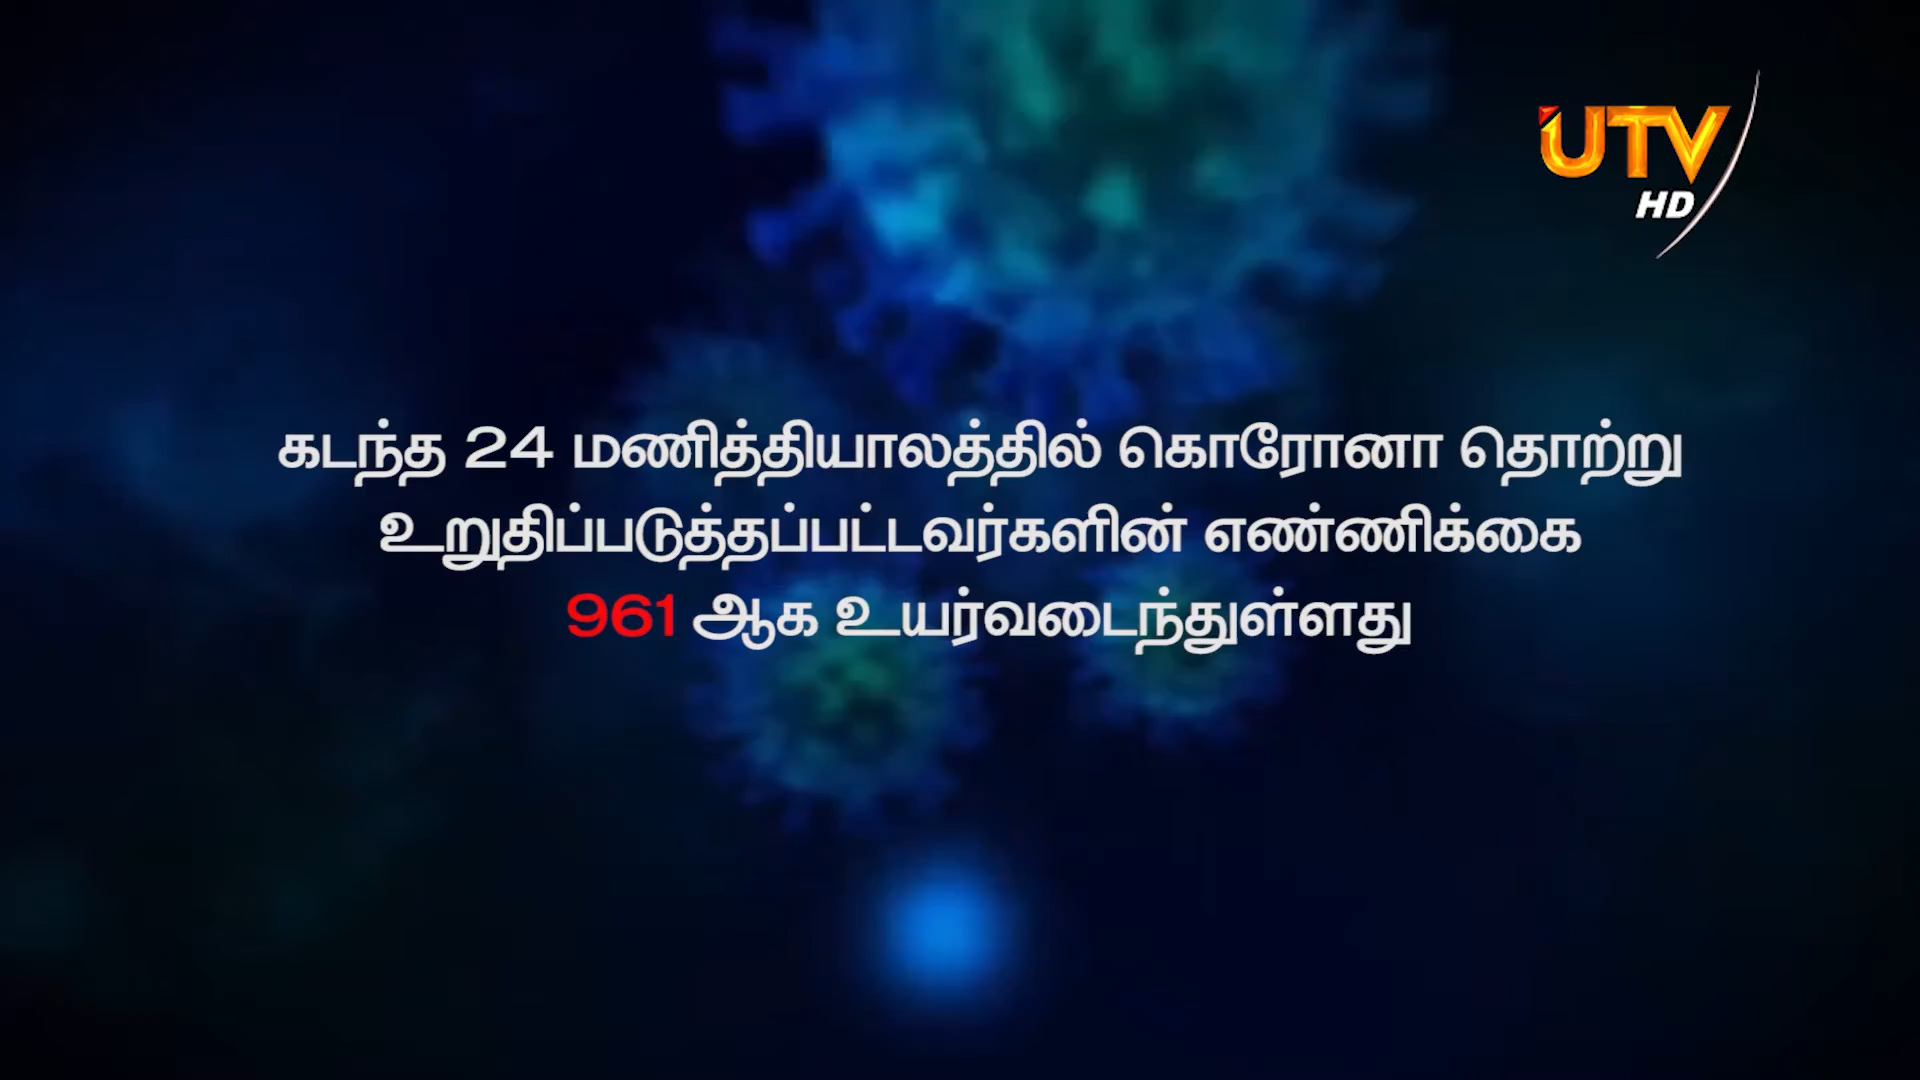 UTV
HD
கடந்த 24 மணித்தியாலத்தில் கொரோனா தொற்று
உறுதிப்படுத்தப்பட்டவர்களின் எண்ணிக்கை
961 ஆக உயர்வடைந்துள்ளது